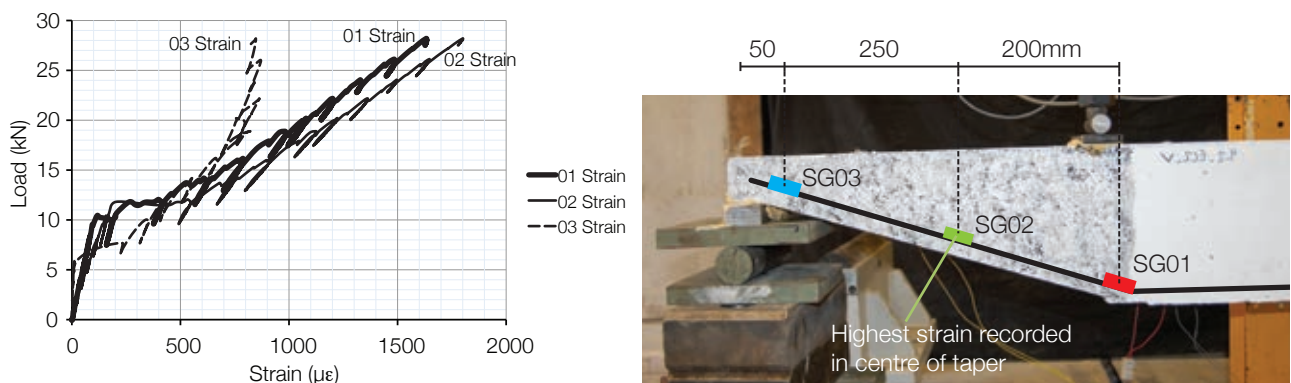 30
25
20
15
10
5
0
Load (kN)
0 500 1000 1500 2000
Strain (µε)
03 Strain
01 Strain
02 Strain
01 Strain
02 Strain
03 Strain
50 250 200mm
SG03
SG02
SG01
Highest strain recorded
in centre of taper